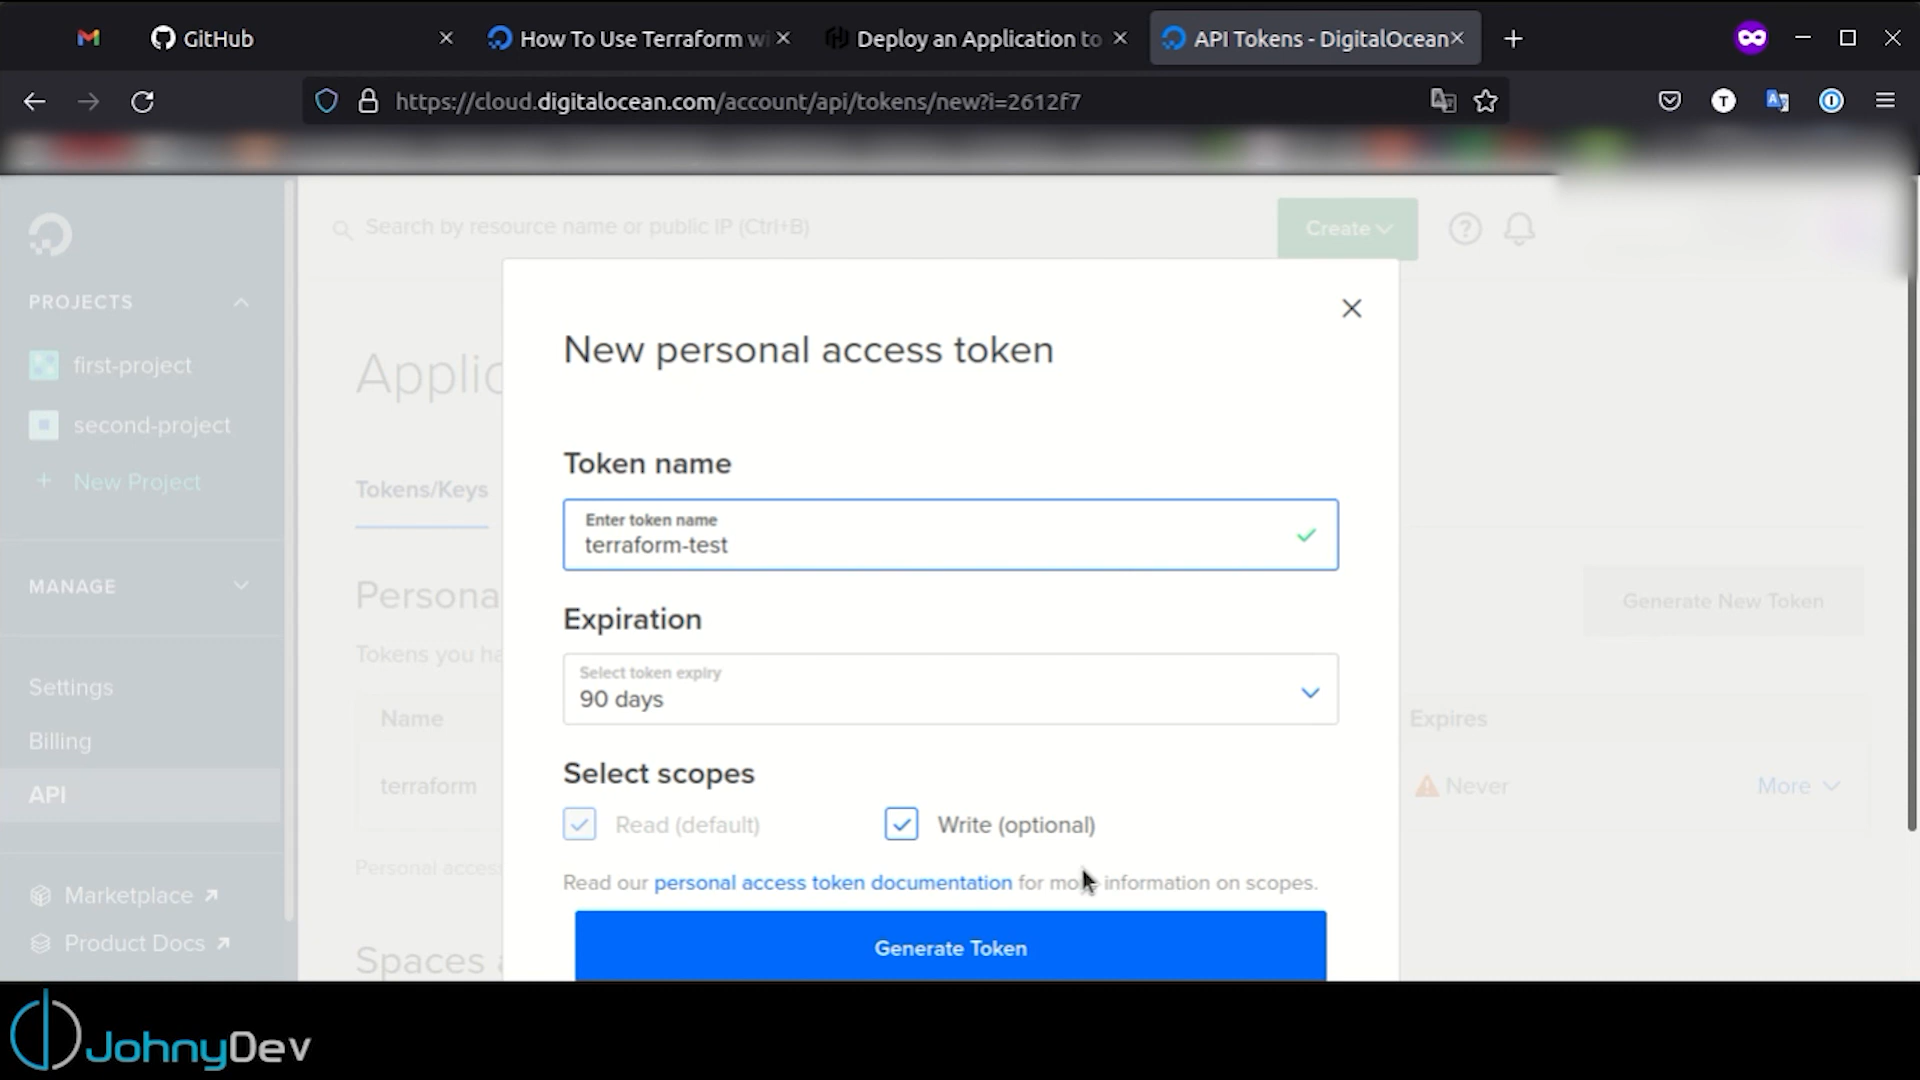 GitHub
How To Use Terraform wi
Deploy an Application to
API Tokens - DigitalOcean
https://cloud.digitalocean.com/account/api/tokens/new?i=2612f7
T
Search by resource name or public IP (Ctrl+B)
Create
PROJECTS
first-project
second-project
+ New Project
MANAGE
Settings
Billing
API
Marketplace
Product Docs
Applic
Tokens/Keys
Persona
Tokens you ha
Generate New Token
Name
Expires
terraform
Never
More
Personal access
Spaces a
New personal access token
Token name
Enter token name
terraform-test
Expiration
Select token expiry
90 days
Select scopes
Read (default)
Write (optional)
Read our personal access token documentation for more information on scopes.
Generate Token
JohnyDev